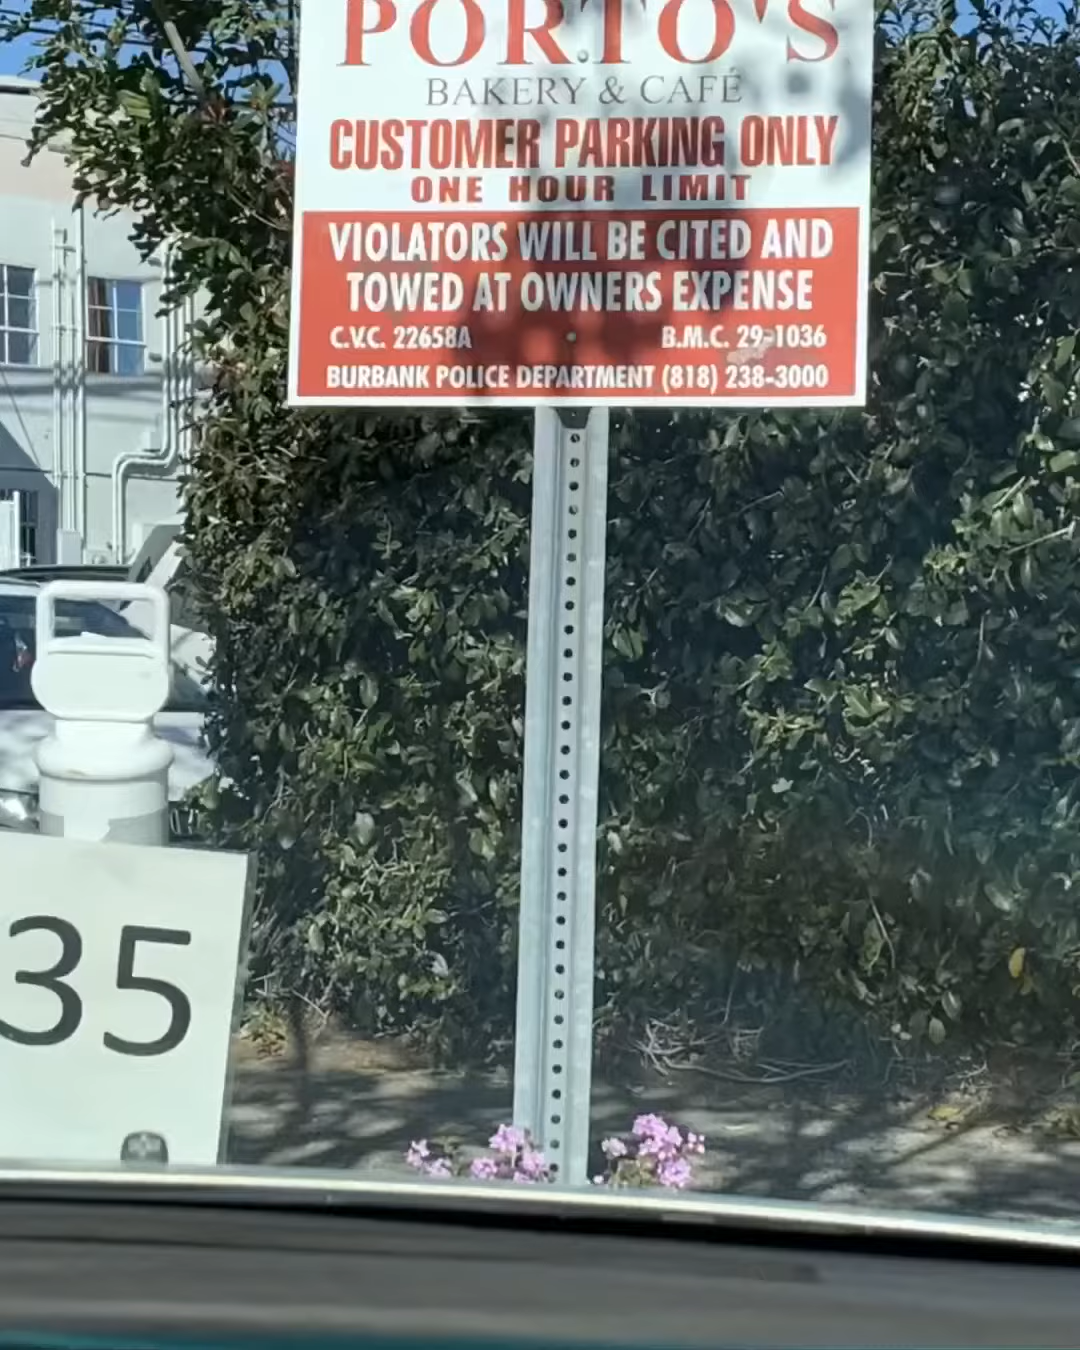 PORTO'S
BAKERY & CAFÉ
CUSTOMER PARKING ONLY
ONE HOUR LIMIT
VIOLATORS WILL BE CITED AND
TOWED AT OWNERS EXPENSE
C.V.C. 22658A B.M.C. 29-1036
BURBANK POLICE DEPARTMENT (818) 238-3000
35